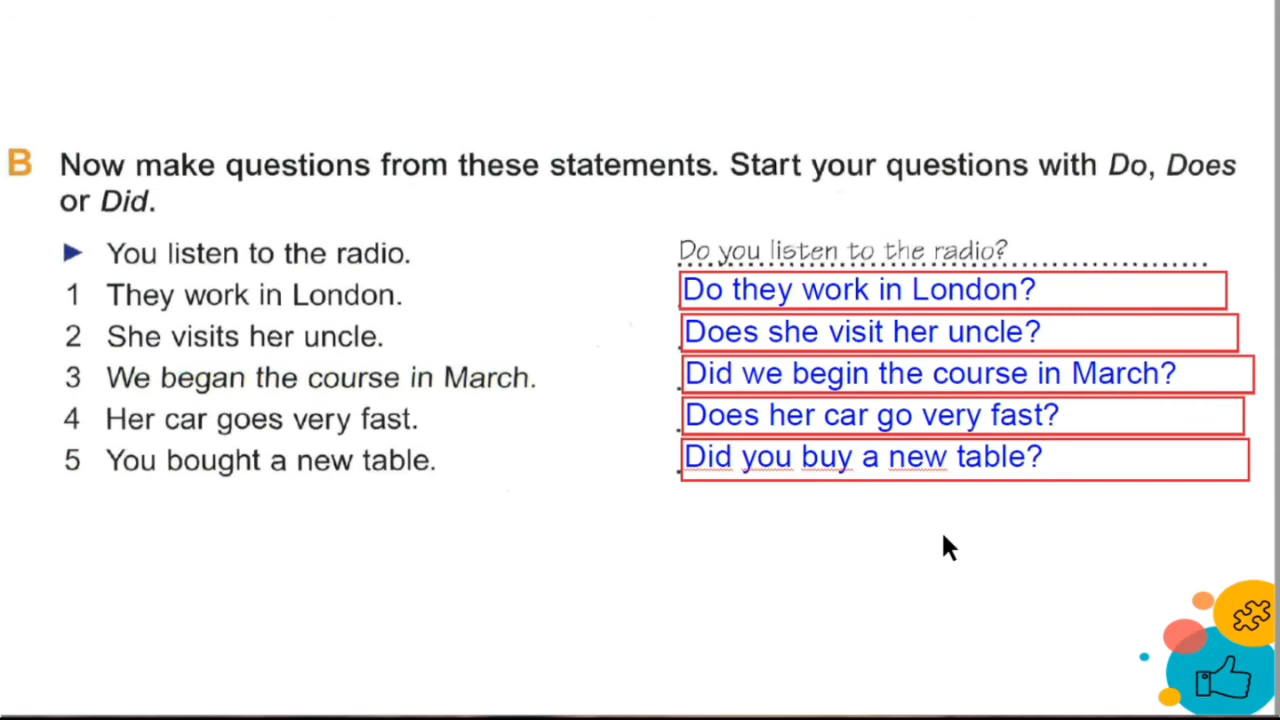 B Now make questions from these statements. Start your questions with Do, Does
or Did.
► You listen to the radio. Do you listen to the radio?
1 They work in London. Do they work in London?
2 She visits her uncle. Does she visit her uncle?
3 We began the course in March. Did we begin the course in March?
4 Her car goes very fast. Does her car go very fast?
5 You bought a new table. Did you buy a new table?